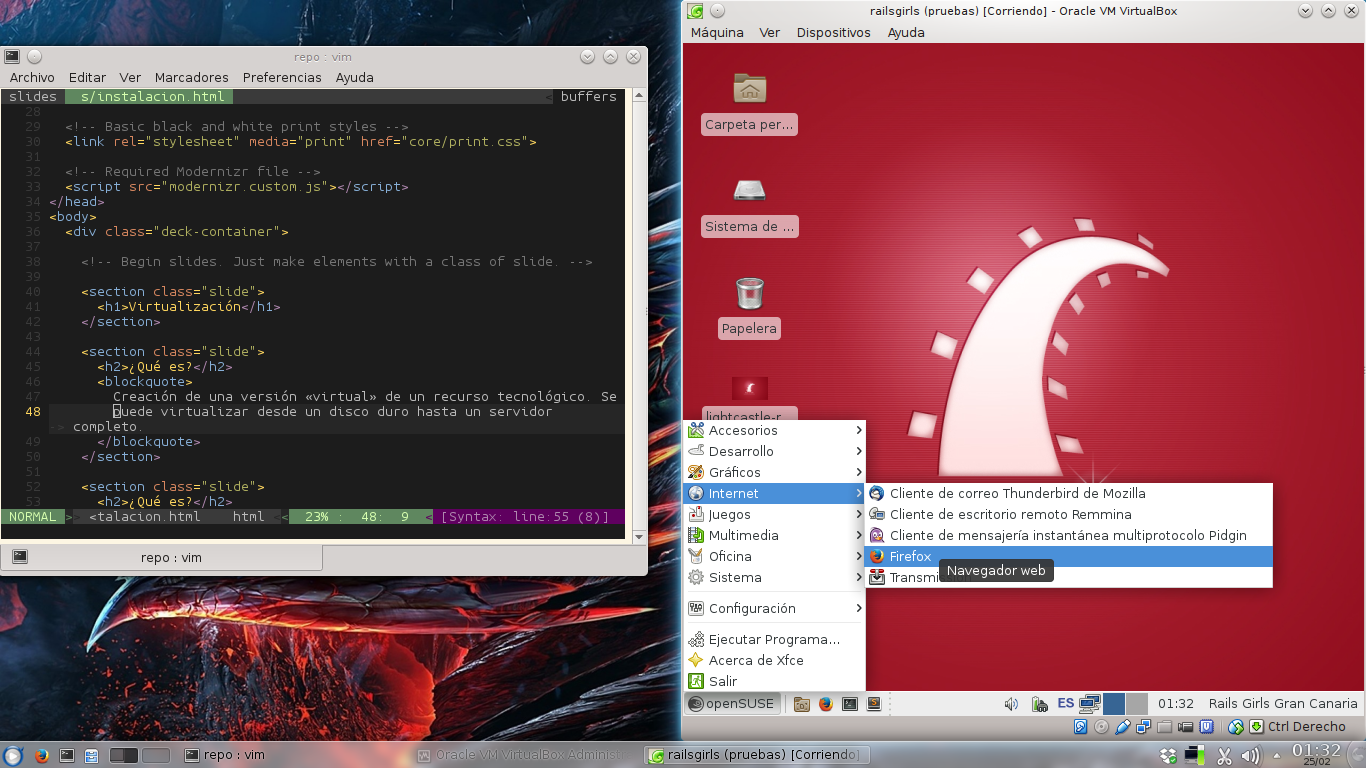 repo : vim
Archivo Editar Ver Marcadores Preferencias Ayuda
slides s/instalacion.html < buffers
28
29 <!-- Basic black and white print styles -->
30 <link rel="stylesheet" media="print" href="core/print.css">
31
32 <!-- Required Modernizr file -->
33 <script src="modernizr.custom.js"></script>
34 </head>
35 <body>
36 <div class="deck-container">
37
38 <!-- Begin slides. Just make elements with a class of slide. -->
39
40 <section class="slide">
41 <h1>Virtualización</h1>
42 </section>
43
44 <section class="slide">
45 <h2>¿Qué es?</h2>
46 <blockquote>
47 Creación de una versión «virtual» de un recurso tecnológico. Se
48 puede virtualizar desde un disco duro hasta un servidor
completo.
49 </blockquote>
50 </section>
51
52 <section class="slide">
53 <h2>¿Qué es?</h2>
NORMAL > <talacion.html html < 23% : 48: 9 < [Syntax: line:55 (8)]
repo : vim
railsgirls (pruebas) [Corriendo] - Oracle VM VirtualBox
Máquina Ver Dispositivos Ayuda
Carpeta per...
Sistema de ...
Papelera
lightcastle-r...
Accesorios
Desarrollo
Gráficos
Internet
Juegos
Multimedia
Oficina
Sistema
Configuración
Ejecutar Programa...
Acerca de Xfce
Salir
Cliente de correo Thunderbird de Mozilla
Cliente de escritorio remoto Remmina
Cliente de mensajería instantánea multiprotocolo Pidgin
Firefox
Navegador web
openSUSE ES 01:32 Rails Girls Gran Canaria
Ctrl Derecho
repo : vim Oracle VM VirtualBox railsgirls (pruebas) [Corriendo] 01:32
25/02